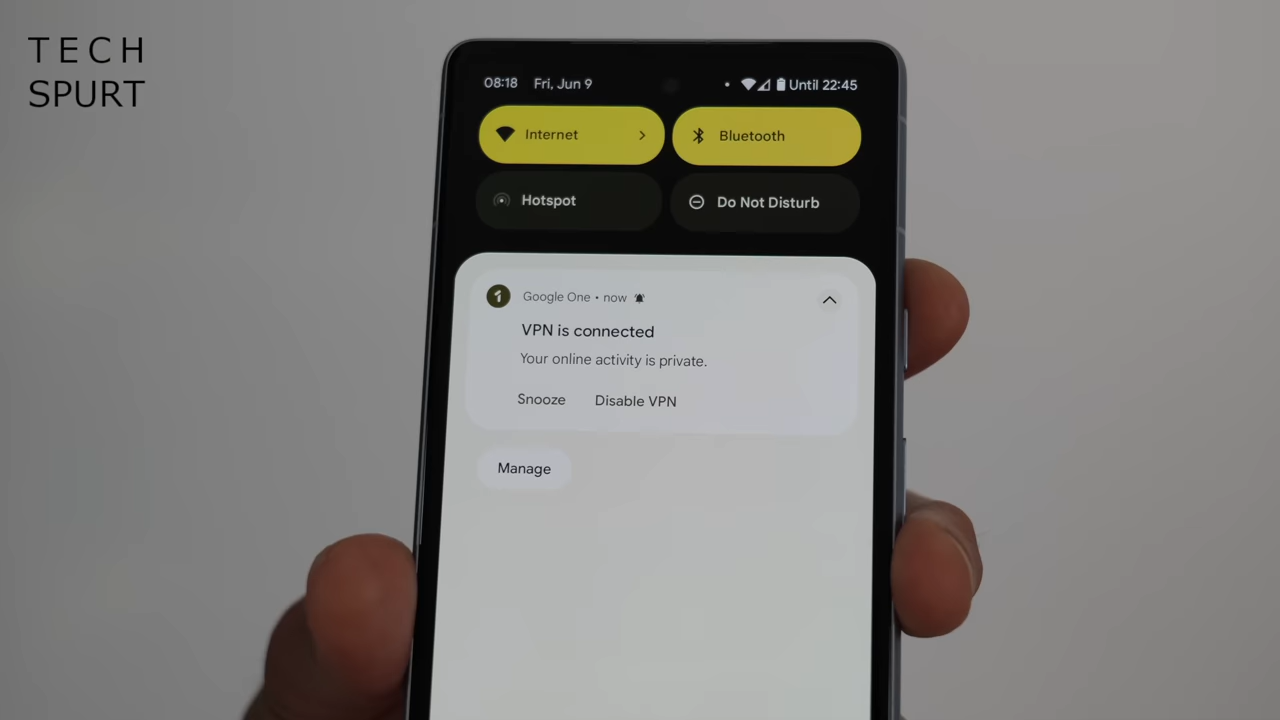 TECH
SPURT
08:18 Fri, Jun 9 Until 22:45
Internet Bluetooth
Hotspot Do Not Disturb
Google One • now
VPN is connected
Your online activity is private.
Snooze Disable VPN
Manage